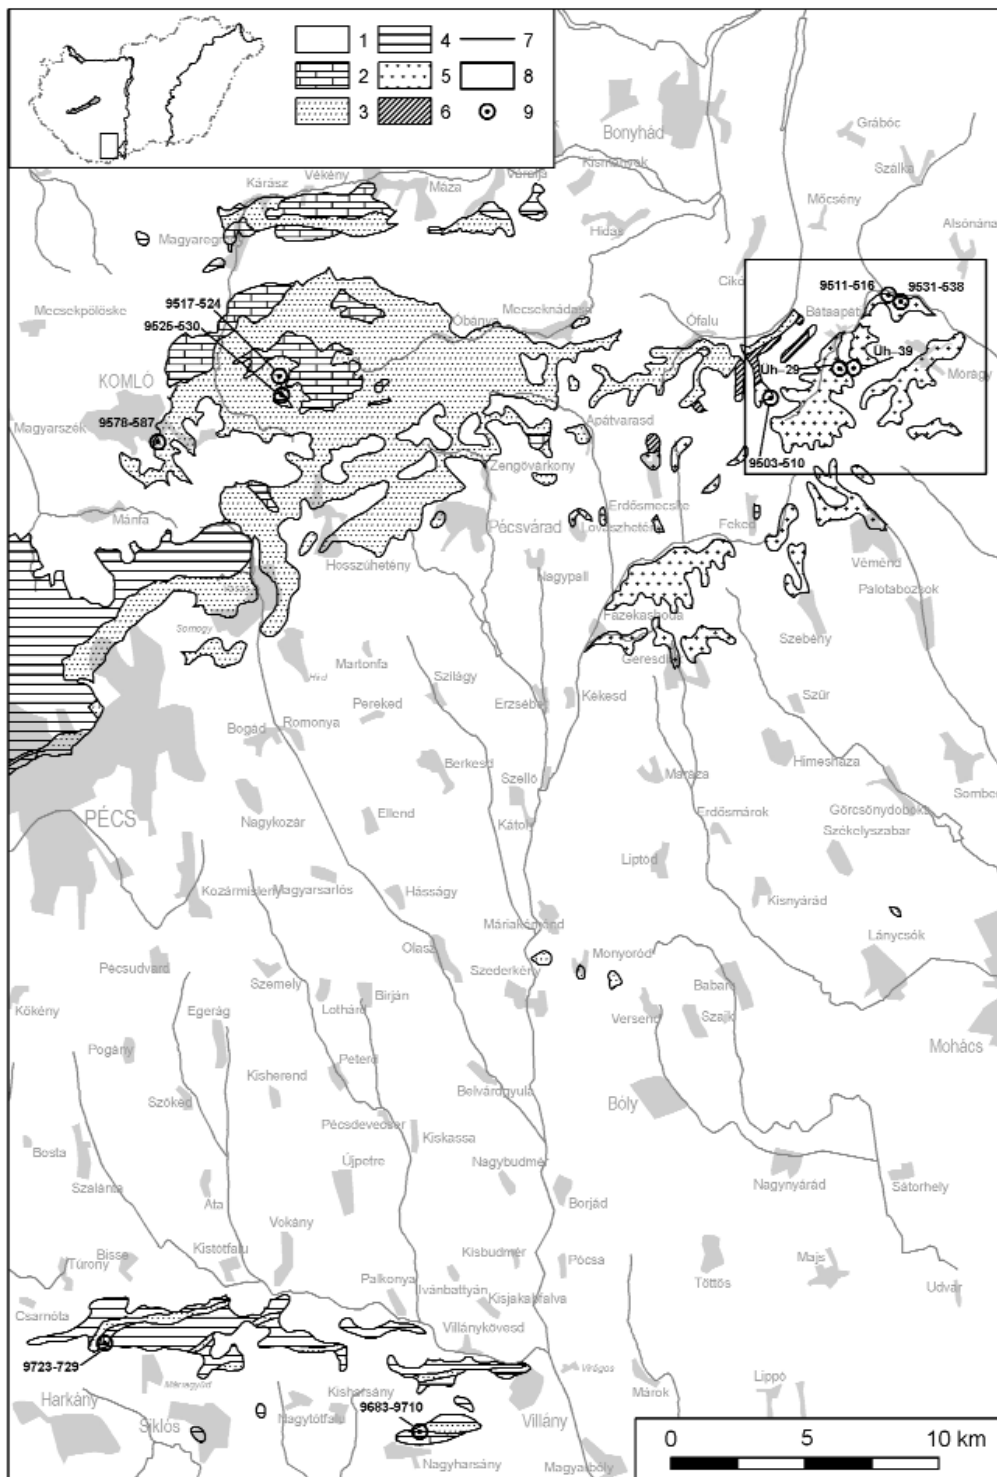 1 4 7
2 5 8
3 6 9
Bonyhád
Grábóc
Kismányok
Szálka
Vékény
Váralja
Kárász
Máza
Mőcsény
Alsónána
Magyaregregy
Hidas
Cikó
9511-516
9531-538
9517-524
Mecsekpölöske
Mecseknádasd
Bátaapáti
9525-530
Óbánya
Ófalu
Üh-39
Üh-29
Mórágy
KOMLÓ
9578-587
Magyarszék
Apátvarasd
9503-510
Zengővárkony
Erdősmecske
Mánfa
Pécsvárad
Lovászhetény
Feked
Hosszúhetény
Véménd
Nagypall
Palotabozsok
Fazekasboda
Somogy
Szebény
Martonfa
Geresdlak
Hird
Szilágy
Pereked
Erzsébet
Kékesd
Szűr
Romonya
Bogád
Himesháza
Berkesd
Szellő
Maráza
Sombe
Görcsönydoboka
PÉCS
Ellend
Erdősmárok
Nagykozár
Kátoly
Székelyszabar
Liptód
Kozármisleny
Magyarsarlós
Hásságy
Kisnyárád
Máriakéménd
Lánycsók
Olasz
Monyoród
Pécsudvard
Szederkény
Szemely
Babarc
Kökény
Lothárd
Birján
Egerág
Versend
Szajk
Mohács
Pogány
Peterd
Kisherend
Belvárdgyula
Bóly
Szőkéd
Pécsdevecser
Kiskassa
Bosta
Újpetre
Nagybudmér
Nagynyárád
Szalánta
Sátorhely
Áta
Borjád
Vokány
Bisse
Kistótfalu
Kisbudmér
Pócsa
Majs
Túrony
Töttös
Palkonya
Ivánbattyán
Udvar
Csarnóta
Kisjakabfalva
Villánykövesd
9723-729
Virágos
Máriagyűd
Márok
Lippó
Harkány
Kisharsány
9683-9710
Siklós
Nagytótfalu
Villány
0 5 10 km
Nagyharsány
Magyarbóly